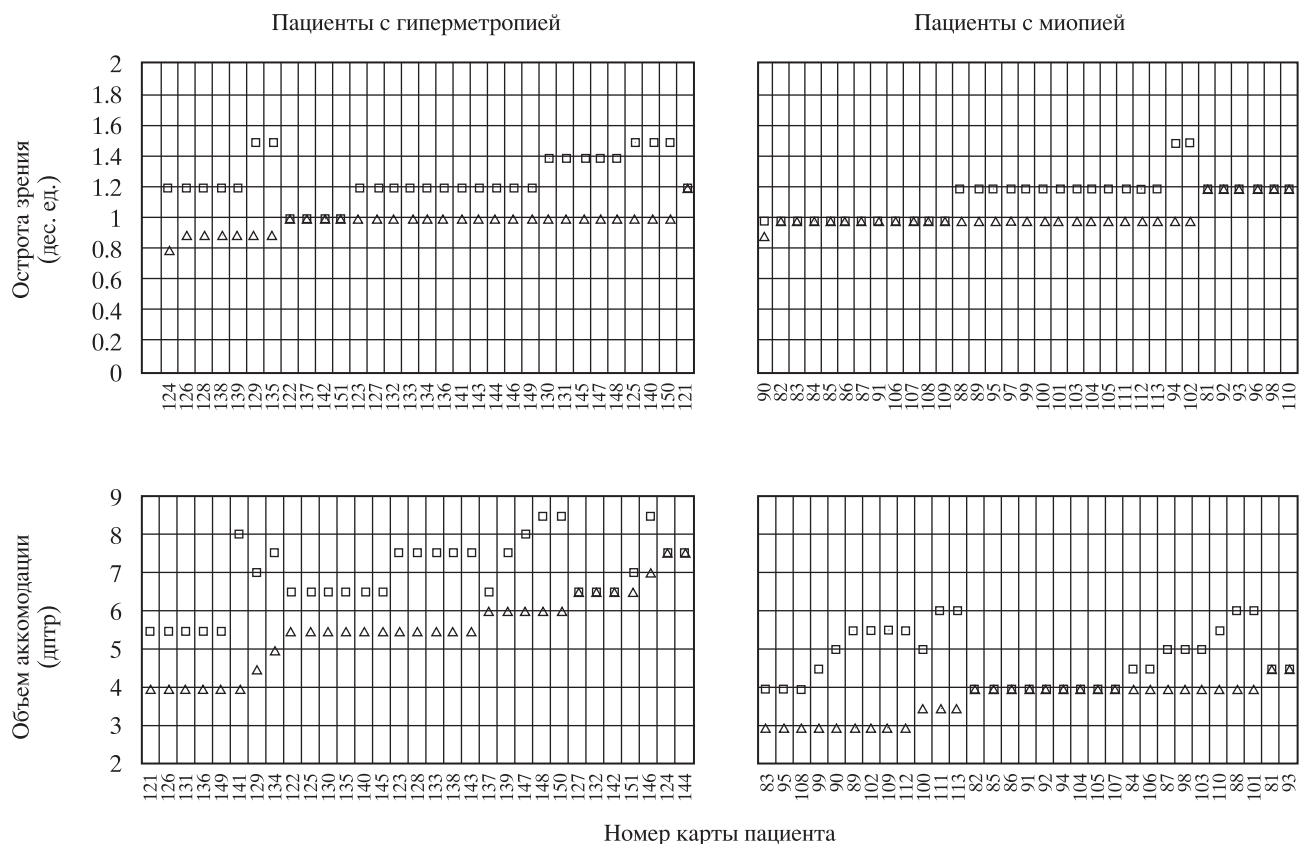 Пациенты с гиперметропией
Пациенты с миопией
Острота зрения
(дес. ед.)
2
1.8
1.6
1.4
1.2
1
0.8
0.6
0.4
0.2
0
124 126 128 138 139 129 135 122 137 142 151 123 127 132 133 134 136 141 143 144 146 149 130 131 145 147 148 125 140 150 121
90 82 83 84 85 86 87 91 106 107 108 109 88 89 95 97 99 100 101 103 104 105 111 112 113 94 102 81 92 93 96 98 110
Объем аккомодации
(дптр)
9
8
7
6
5
4
3
2
121 126 131 136 149 141 129 134 122 125 130 135 140 145 123 128 133 138 143 137 139 147 148 150 127 132 142 151 146 124 144
83 95 108 99 90 89 102 109 112 100 111 113 82 85 86 91 92 94 104 105 107 84 106 87 98 103 110 88 101 81 93
Номер карты пациента